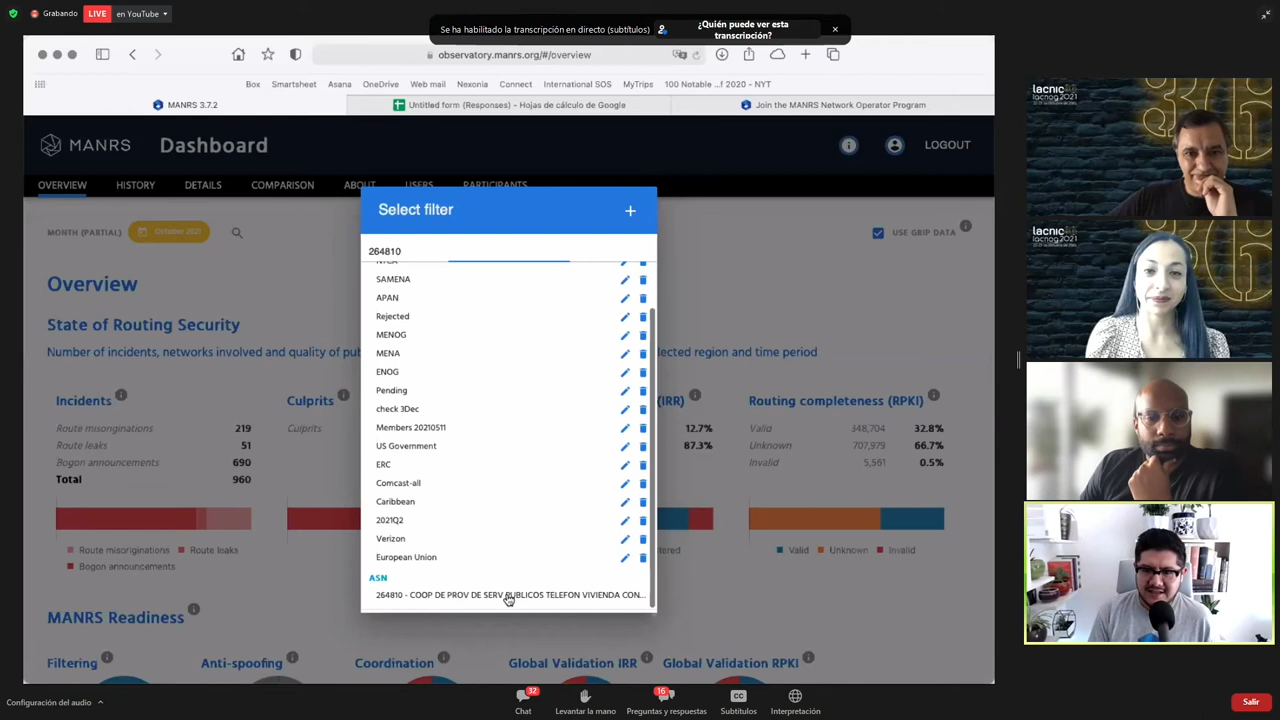 Grabando
LIVE
en YouTube
Se ha habilitado la transcripción en directo (subtítulos)
¿Quién puede ver esta transcripción?
observatory.manrs.org/#/overview
Box Smartsheet Asana OneDrive Web mail Nexonia Connect International SOS MyTrips 100 Notable ...f 2020 - NYT
MANRS 3.7.2
Untitled form (Responses) - Hojas de cálculo de Google
Join the MANRS Network Operator Program
MANRS Dashboard
LOGOUT
OVERVIEW HISTORY DETAILS COMPARISON ABOUT USERS PARTICIPANTS
MONTH (PARTIAL) October 2021
USE GRIP DATA
Select filter
264810
SAMENA
APAN
Rejected
MENOG
MENA
ENOG
Pending
check 3Dec
Members 20210511
US Government
ERC
Comcast-all
Caribbean
2021Q2
Verizon
European Union
ASN
264810 - COOP DE PROV DE SERV PUBLICOS TELEFON VIVIENDA CON...
Overview
State of Routing Security
Number of incidents, networks involved and quality of
region and time period
Incidents
Route misoriginations 219
Route leaks 51
Bogon announcements 690
Total 960
Route misoriginations Route leaks
Bogon announcements
Culprits
Culprits
(IRR)
12.7%
87.3%
Routing completeness (RPKI)
Valid 348,704 32.8%
Unknown 707,979 66.7%
Invalid 5,561 0.5%
Valid Unknown Invalid
MANRS Readiness
Filtering Anti-spoofing Coordination Global Validation IRR Global Validation RPKI
lacnic 36
lacnog2021
lacnic 36
lacnog2021
Configuración del audio
32
Chat
Levantar la mano
16
Preguntas y respuestas
CC
Subtítulos
Interpretación
Salir